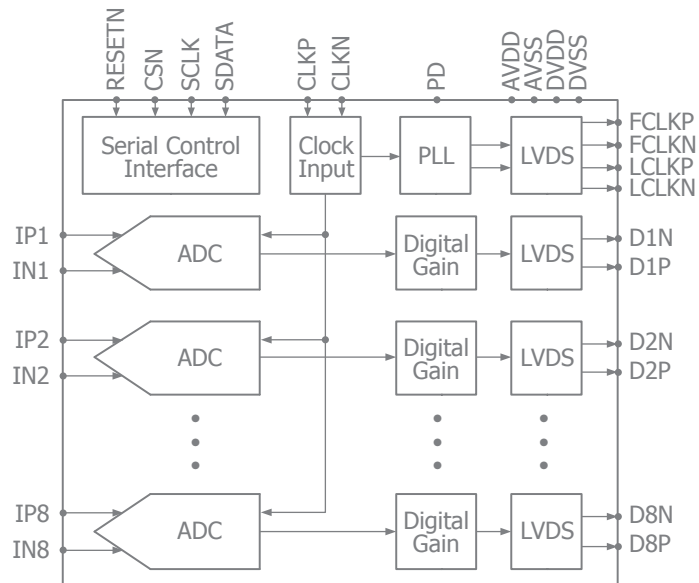 RESETN
CSN
SCLK
SDATA
CLKP
CLKN
PD
AVDD
AVSS
DVDD
DVSS
Serial Control
Interface
Clock
Input
PLL
LVDS
FCLKP
FCLKN
LCLKP
LCLKN
IP1
IN1
ADC
Digital
Gain
LVDS
D1N
D1P
IP2
IN2
ADC
Digital
Gain
LVDS
D2N
D2P
IP8
IN8
ADC
Digital
Gain
LVDS
D8N
D8P